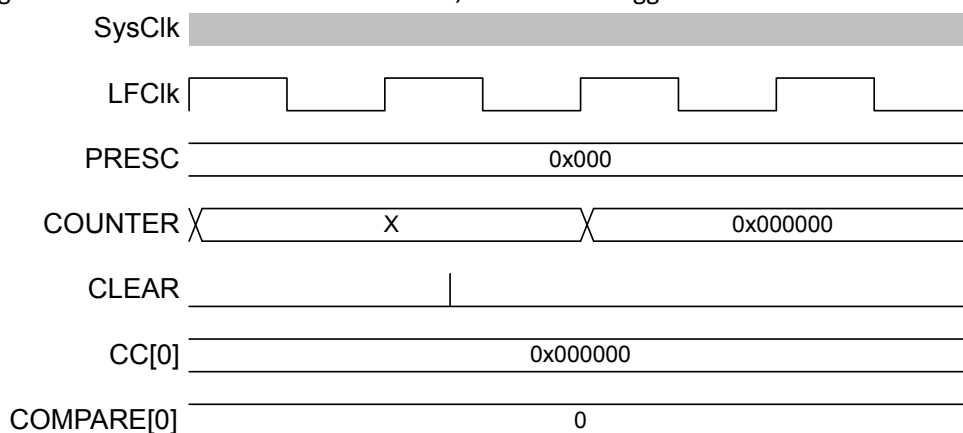 SysClk
LFClk
PRESC 0x000
COUNTER X 0x000000
CLEAR
CC[0] 0x000000
COMPARE[0] 0